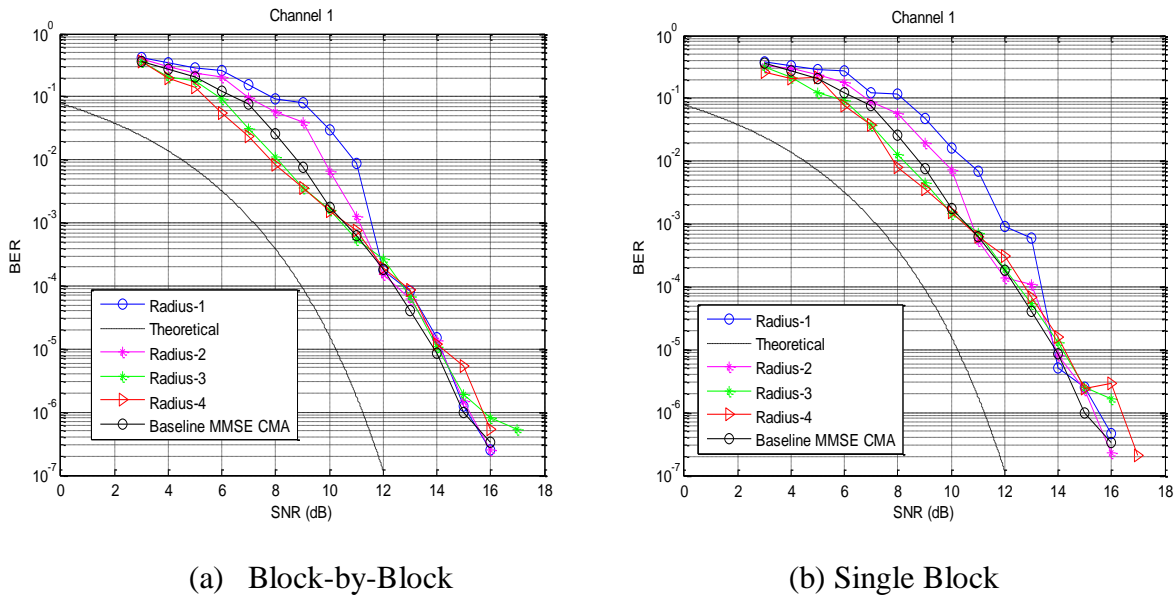 Channel 1
10^0
10^-1
10^-2
10^-3
10^-4
10^-5
10^-6
10^-7
BER
Radius-1
Theoretical
Radius-2
Radius-3
Radius-4
Baseline MMSE CMA
0 2 4 6 8 10 12 14 16 18
SNR (dB)
(a) Block-by-Block
Channel 1
10^0
10^-1
10^-2
10^-3
10^-4
10^-5
10^-6
10^-7
BER
Radius-1
Theoretical
Radius-2
Radius-3
Radius-4
Baseline MMSE CMA
0 2 4 6 8 10 12 14 16 18
SNR (dB)
(b) Single Block